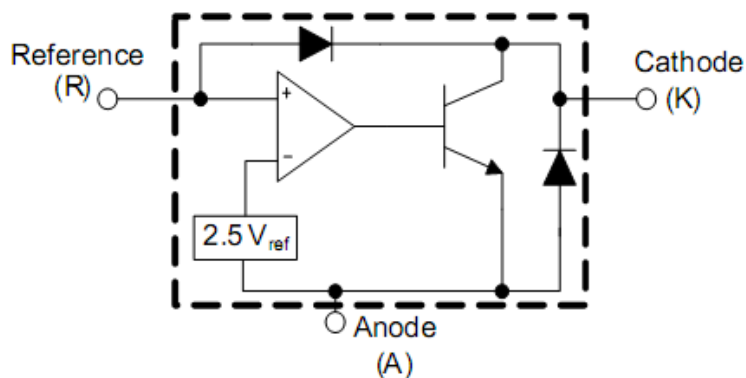 Reference
(R)
Cathode
(K)
+
−
2.5 Vref
Anode
(A)